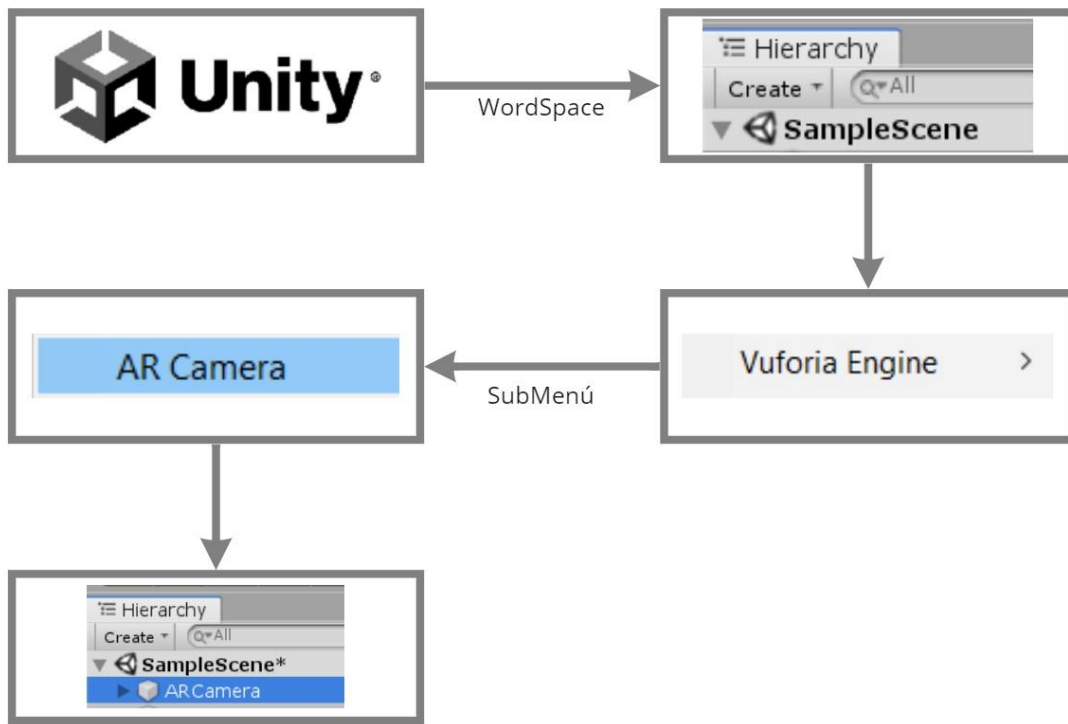 Unity®
WordSpace
Hierarchy
Create
All
SampleScene
Vuforia Engine >
SubMenú
AR Camera
Hierarchy
Create
All
SampleScene*
ARCamera